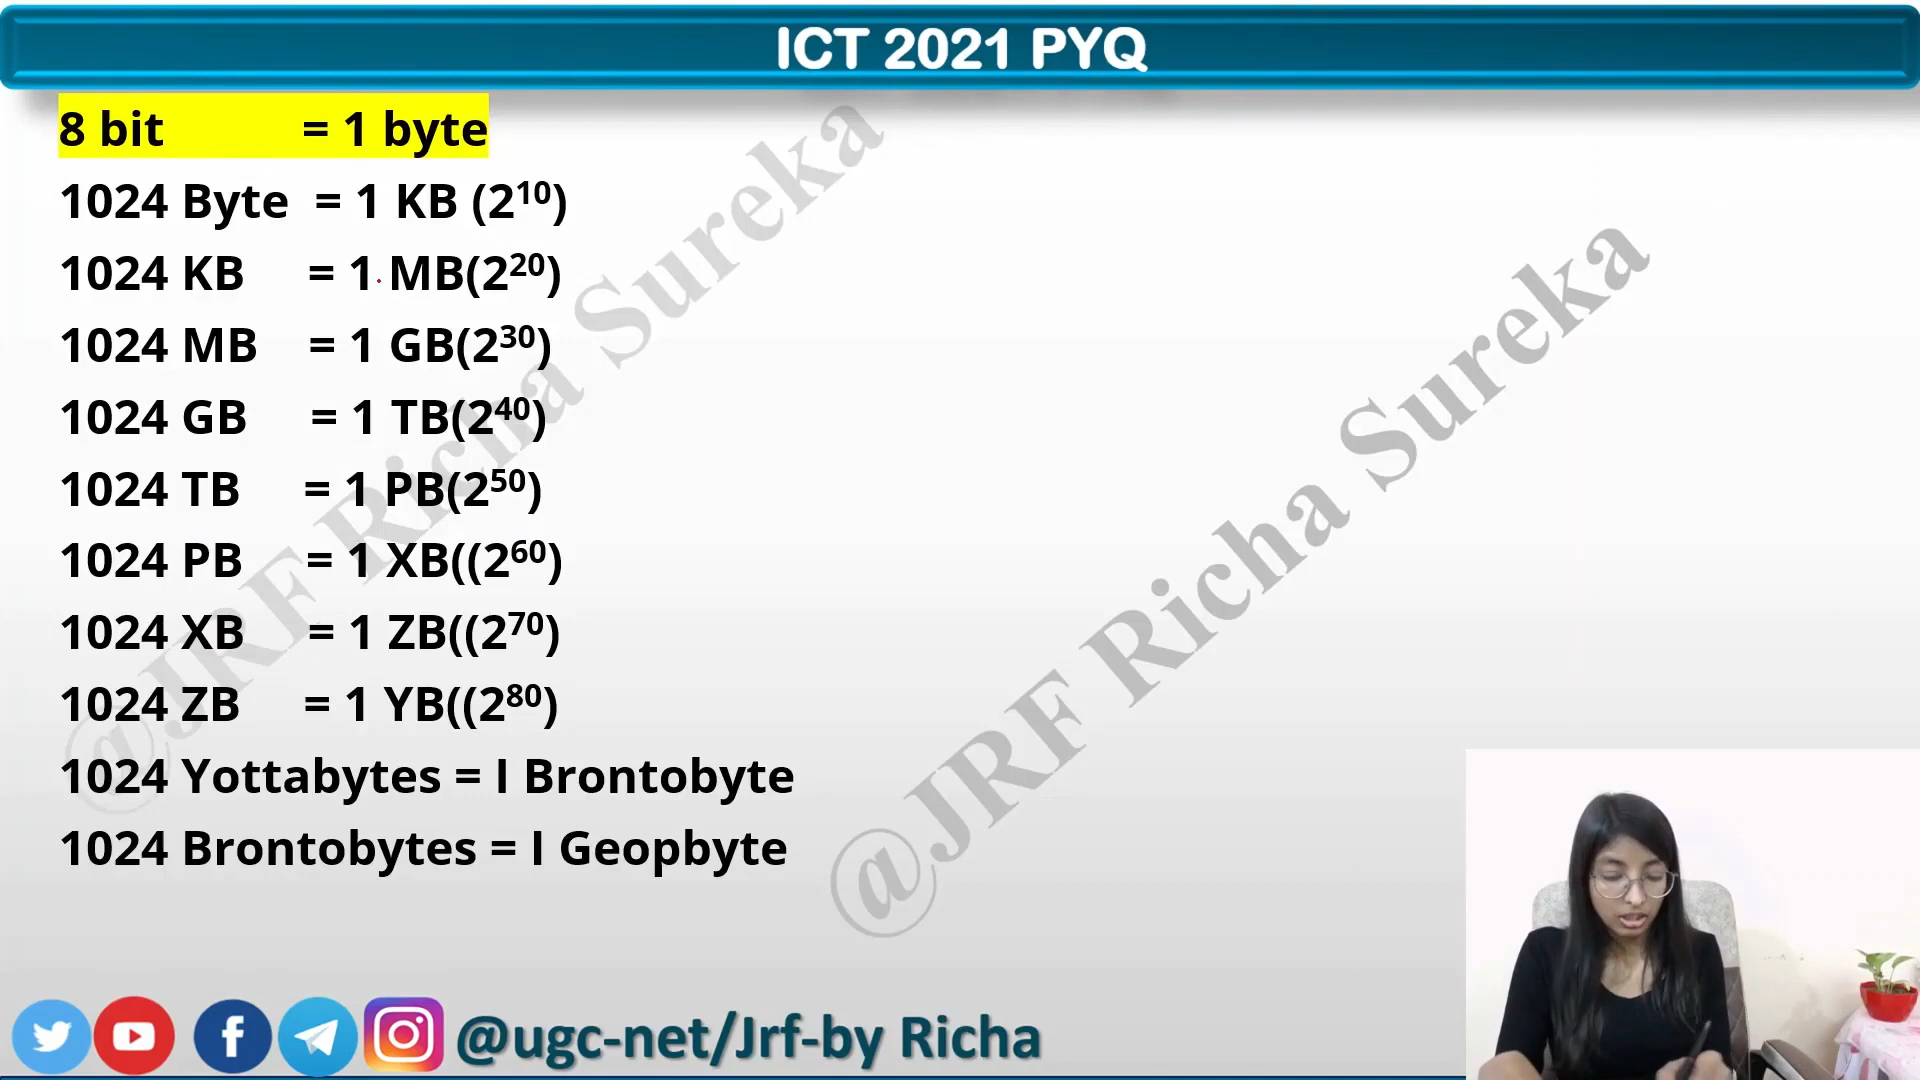 ICT 2021 PYQ
8 bit = 1 byte
1024 Byte = 1 KB (2¹⁰)
1024 KB = 1 MB(2²⁰)
1024 MB = 1 GB(2³⁰)
1024 GB = 1 TB(2⁴⁰)
1024 TB = 1 PB(2⁵⁰)
1024 PB = 1 XB((2⁶⁰)
1024 XB = 1 ZB((2⁷⁰)
1024 ZB = 1 YB((2⁸⁰)
1024 Yottabytes = I Brontobyte
1024 Brontobytes = I Geopbyte
@JRF Richa Sureka
@JRF Richa Sureka
@ugc-net/Jrf-by Richa